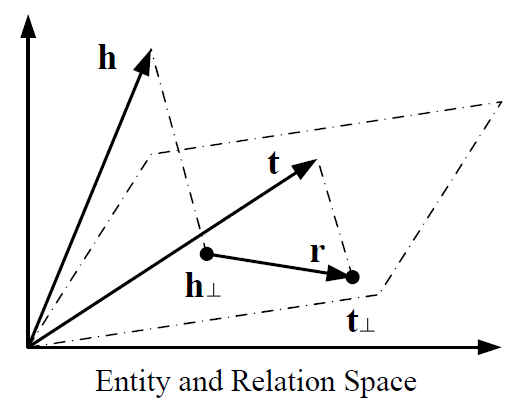 h
t
r
h⊥
t⊥
Entity and Relation Space